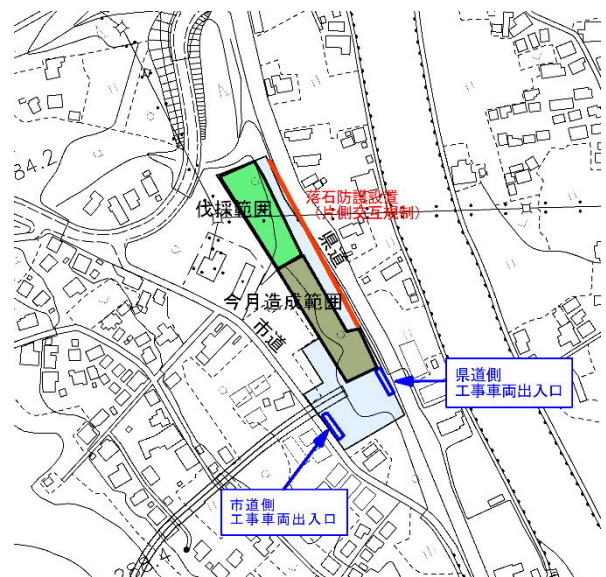 84.2
落石防護設置
（片側交互規制）
伐採範囲
県道
今月造成範囲
市道
県道側
工事車両出入口
市道側
工事車両出入口